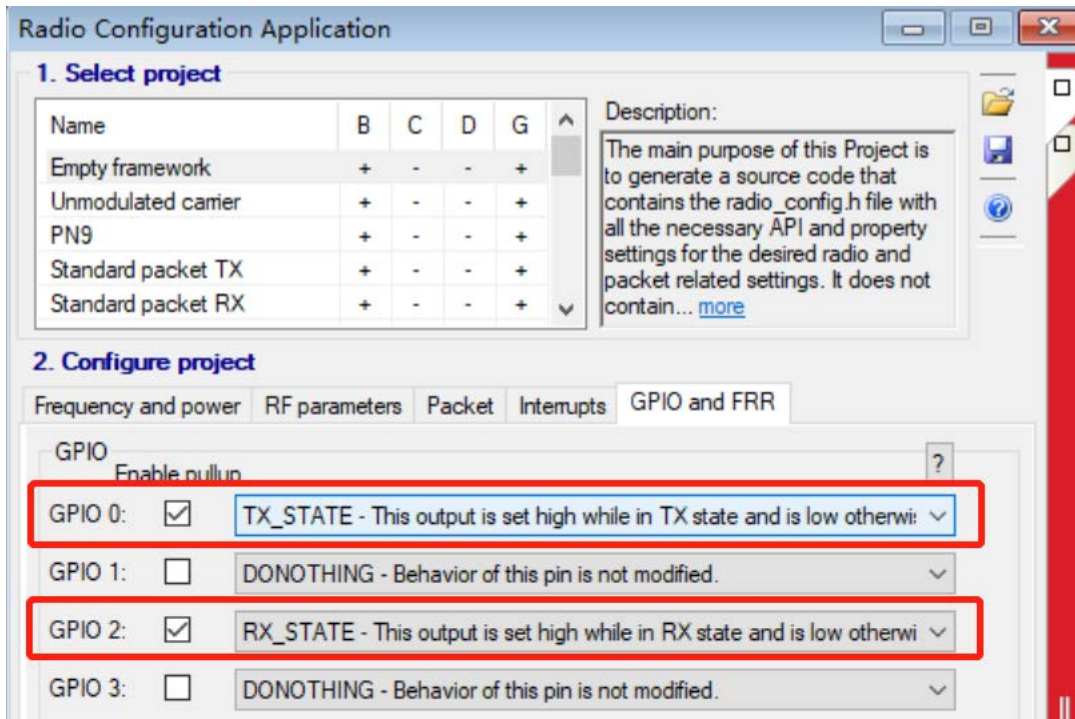 Radio Configuration Application
1. Select project
Name B C D G
Empty framework + - - +
Unmodulated carrier + - - +
PN9 + - - +
Standard packet TX + - - +
Standard packet RX + - - +
Description:
The main purpose of this Project is
to generate a source code that
contains the radio_config.h file with
all the necessary API and property
settings for the desired radio and
packet related settings. It does not
contain... more
2. Configure project
Frequency and power RF parameters Packet Interrupts GPIO and FRR
GPIO
Enable pullup
?
GPIO 0: TX_STATE - This output is set high while in TX state and is low otherwi
GPIO 1: DONOTHING - Behavior of this pin is not modified.
GPIO 2: RX_STATE - This output is set high while in RX state and is low otherwi
GPIO 3: DONOTHING - Behavior of this pin is not modified.